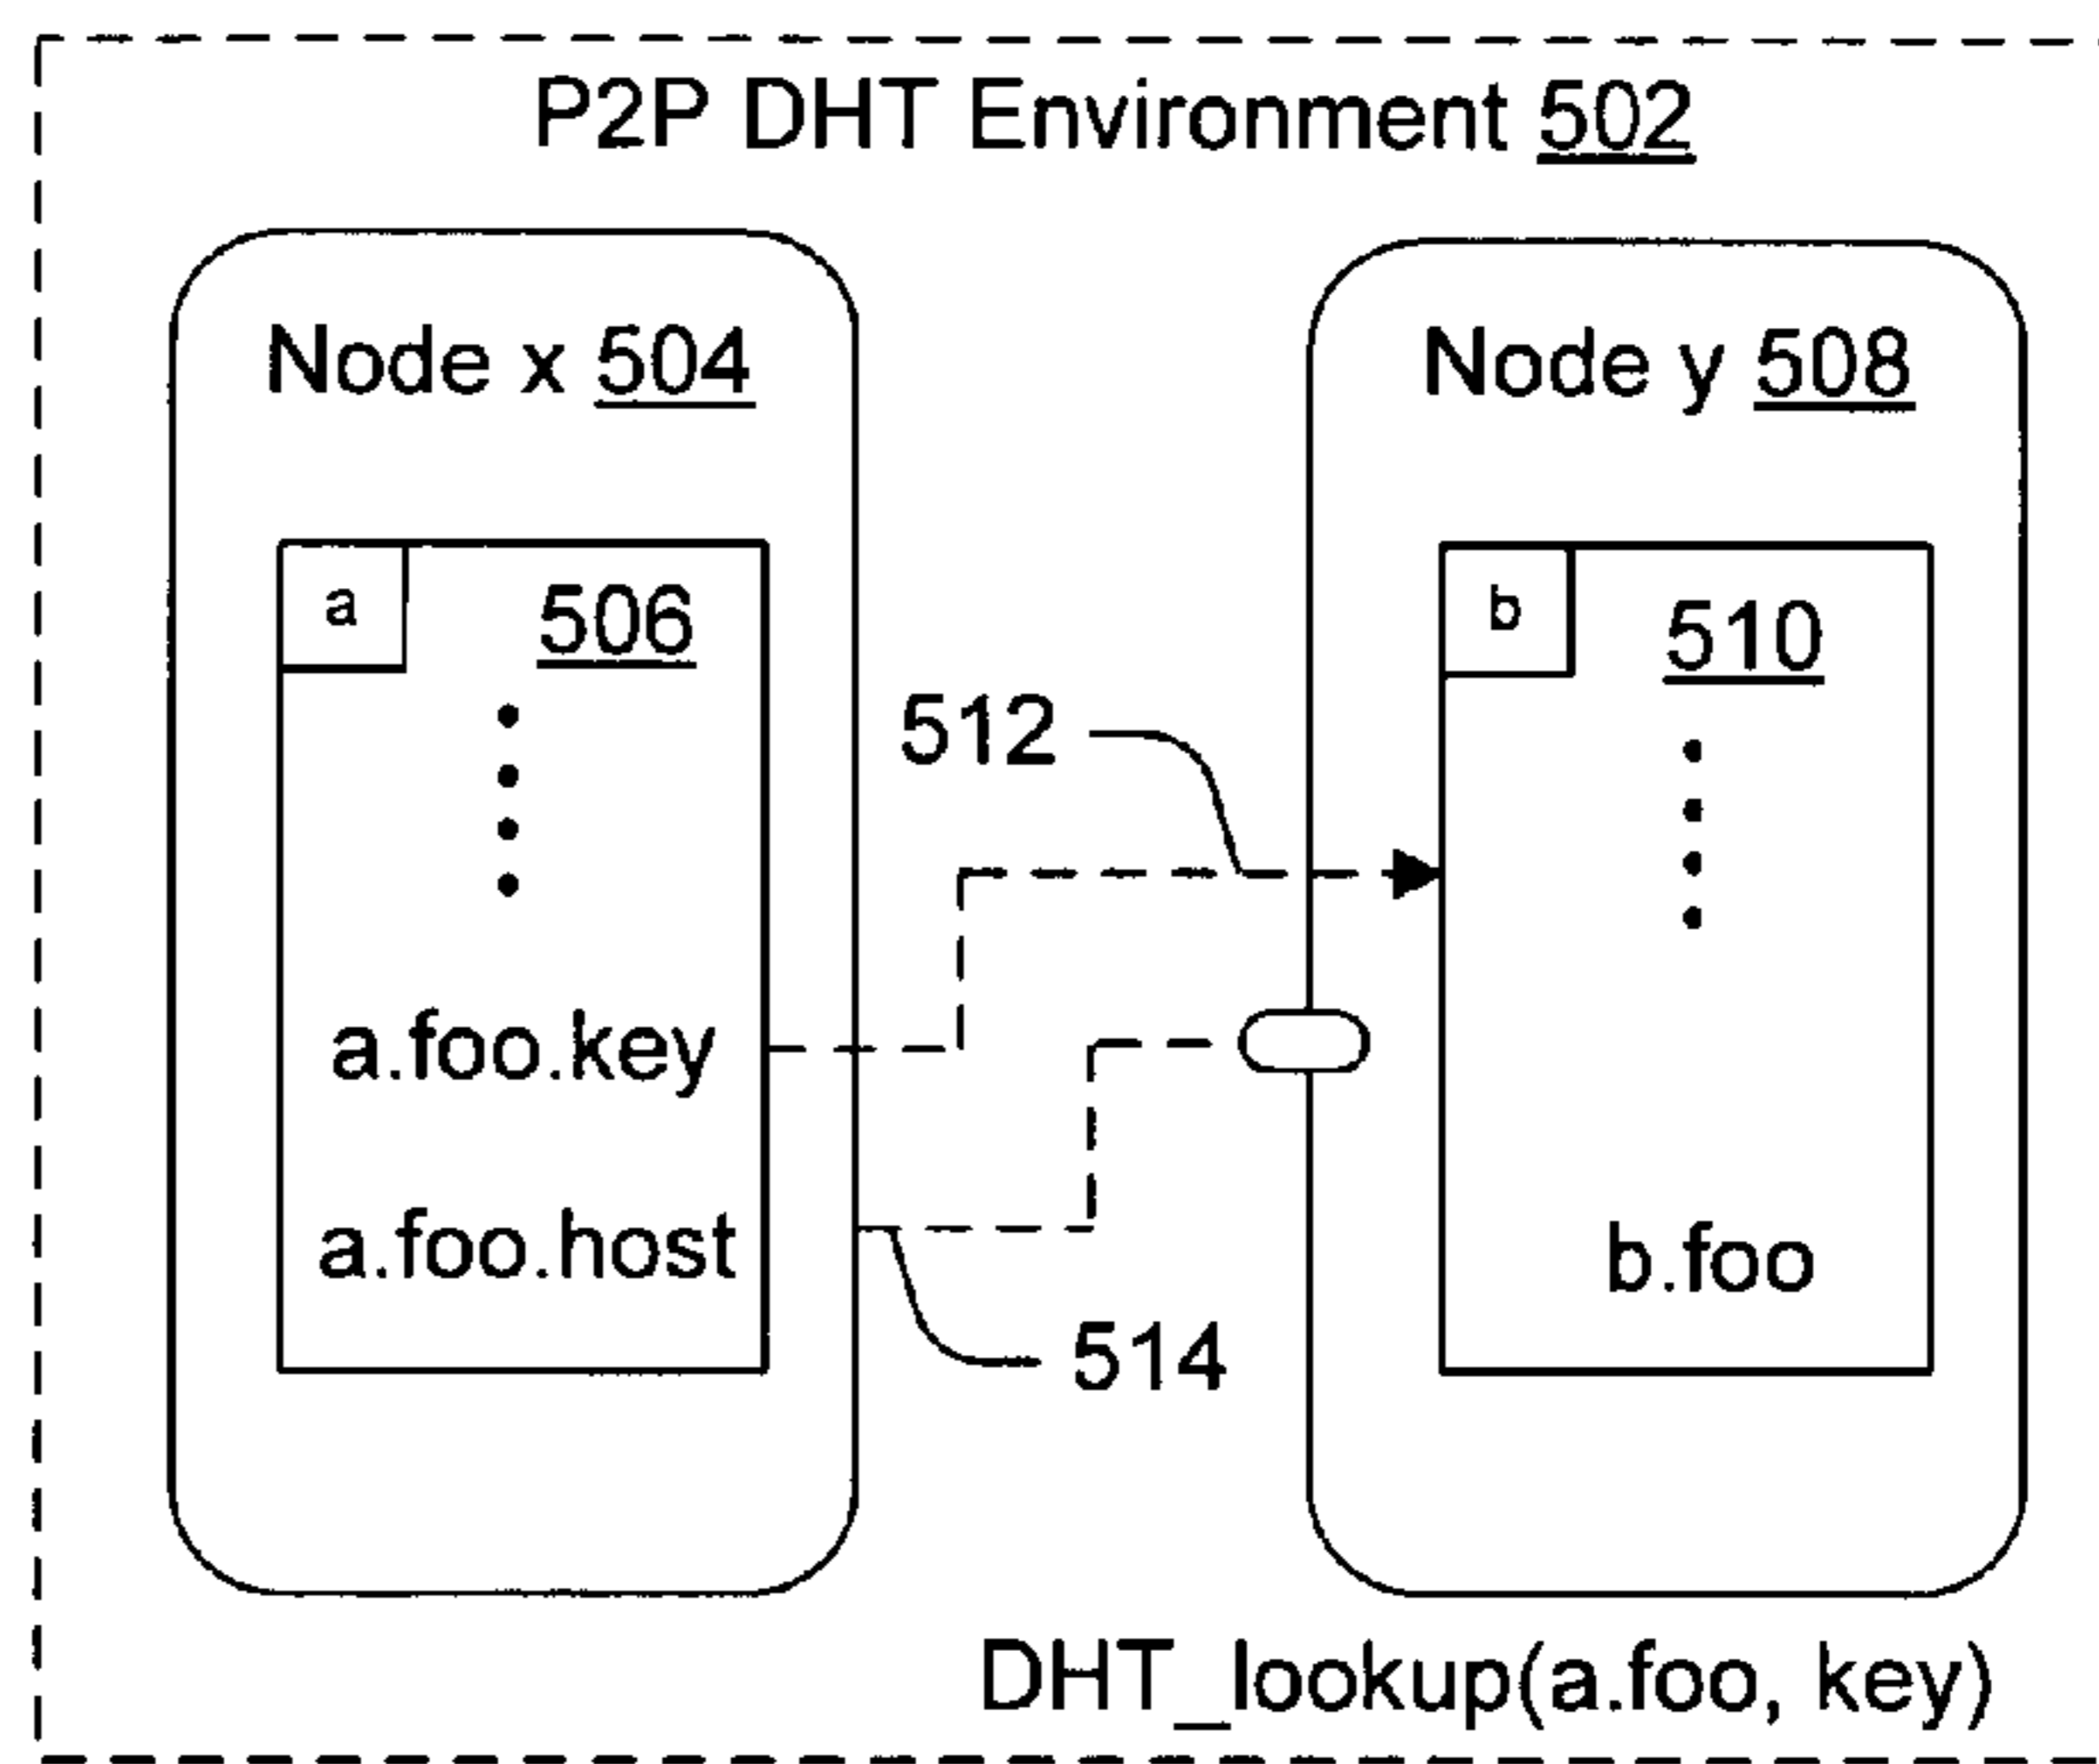 P2P DHT Environment 502
Node x 504
Node y 508
a
506
b
510
512
a.foo.key
a.foo.host
b.foo
514
DHT_lookup(a.foo, key)